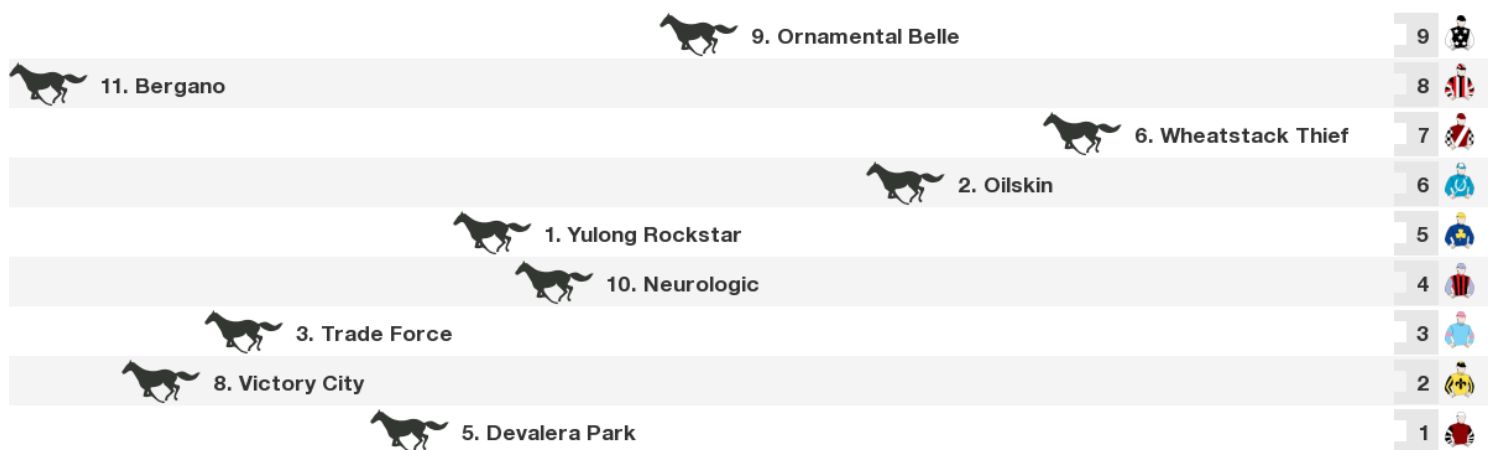 9. Ornamental Belle 9
11. Bergano 8
6. Wheatstack Thief 7
2. Oilskin 6
1. Yulong Rockstar 5
10. Neurologic 4
3. Trade Force 3
8. Victory City 2
5. Devalera Park 1